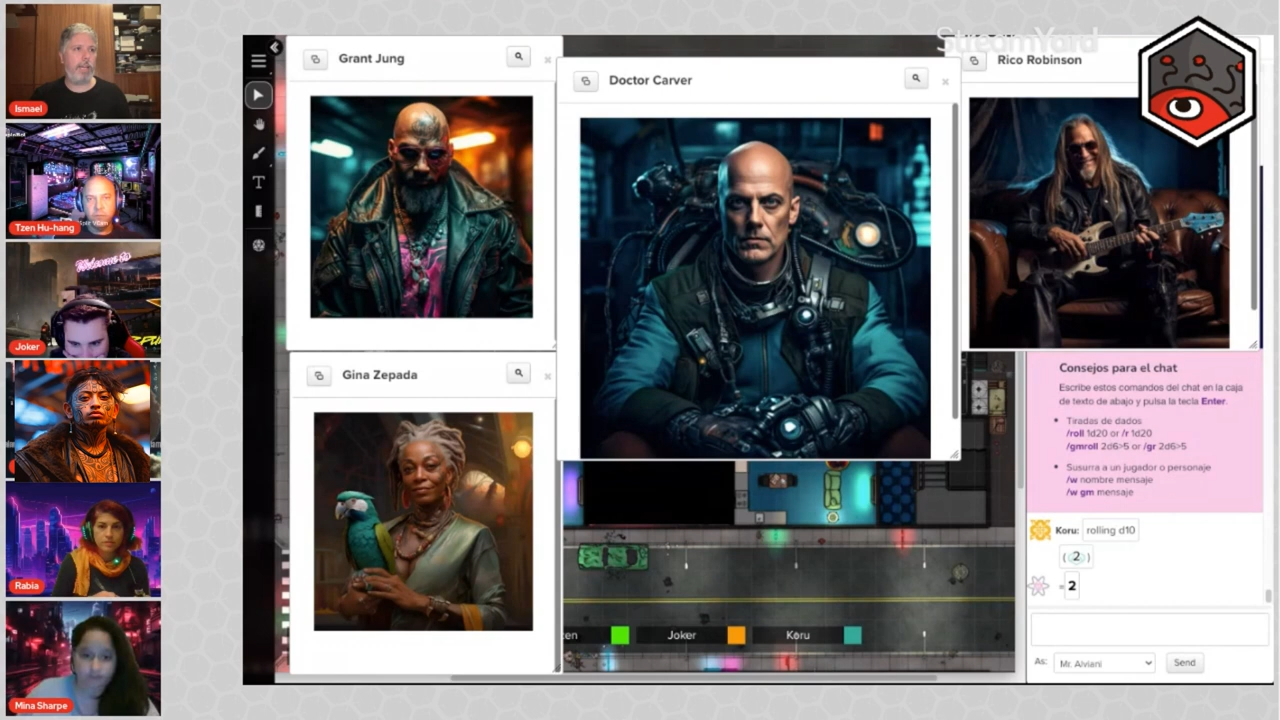 Ismael
Tzen Hu-hang
Welcome to
Joker
Rabia
Mina Sharpe
StreamYard
Grant Jung
Doctor Carver
Rico Robinson
Gina Zepada
T
Consejos para el chat
Escribe estos comandos del chat en la caja
de texto de abajo y pulsa la tecla Enter.
• Tiradas de dados
/roll 1d20 or /r 1d20
/gmroll 2d6>5 or /gr 2d6>5
• Susurra a un jugador o personaje
/w nombre mensaje
/w gm mensaje
Koru: rolling d10
(2)
=2
Joker
Koru
As: Mr. Alviani
Send